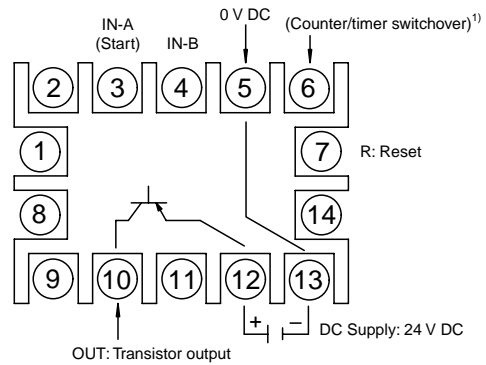 0 V DC
(Counter/timer switchover)1)
IN-A
(Start)
IN-B
2
3
4
5
6
1
7
R: Reset
8
14
9
10
11
12
13
+
−
DC Supply: 24 V DC
OUT: Transistor output